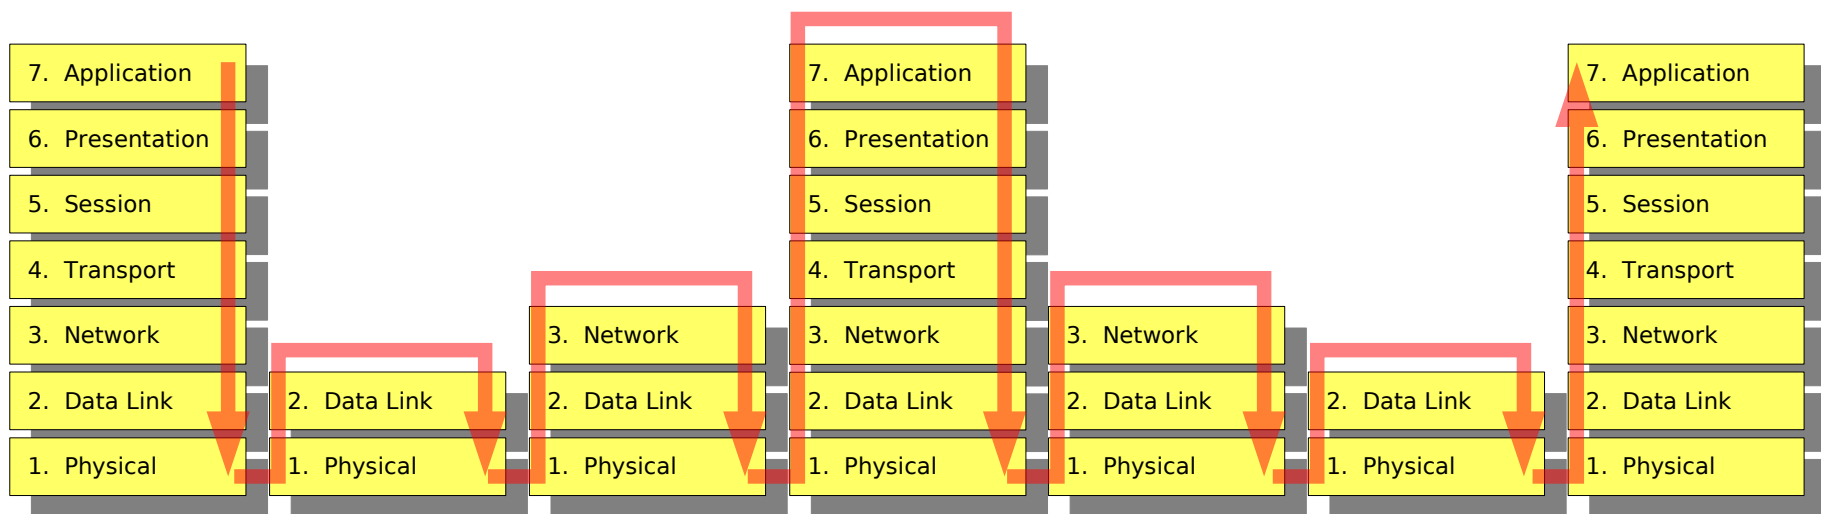 7. Application
6. Presentation
5. Session
4. Transport
3. Network
2. Data Link
1. Physical
2. Data Link
1. Physical
3. Network
2. Data Link
1. Physical
7. Application
6. Presentation
5. Session
4. Transport
3. Network
2. Data Link
1. Physical
3. Network
2. Data Link
1. Physical
2. Data Link
1. Physical
7. Application
6. Presentation
5. Session
4. Transport
3. Network
2. Data Link
1. Physical